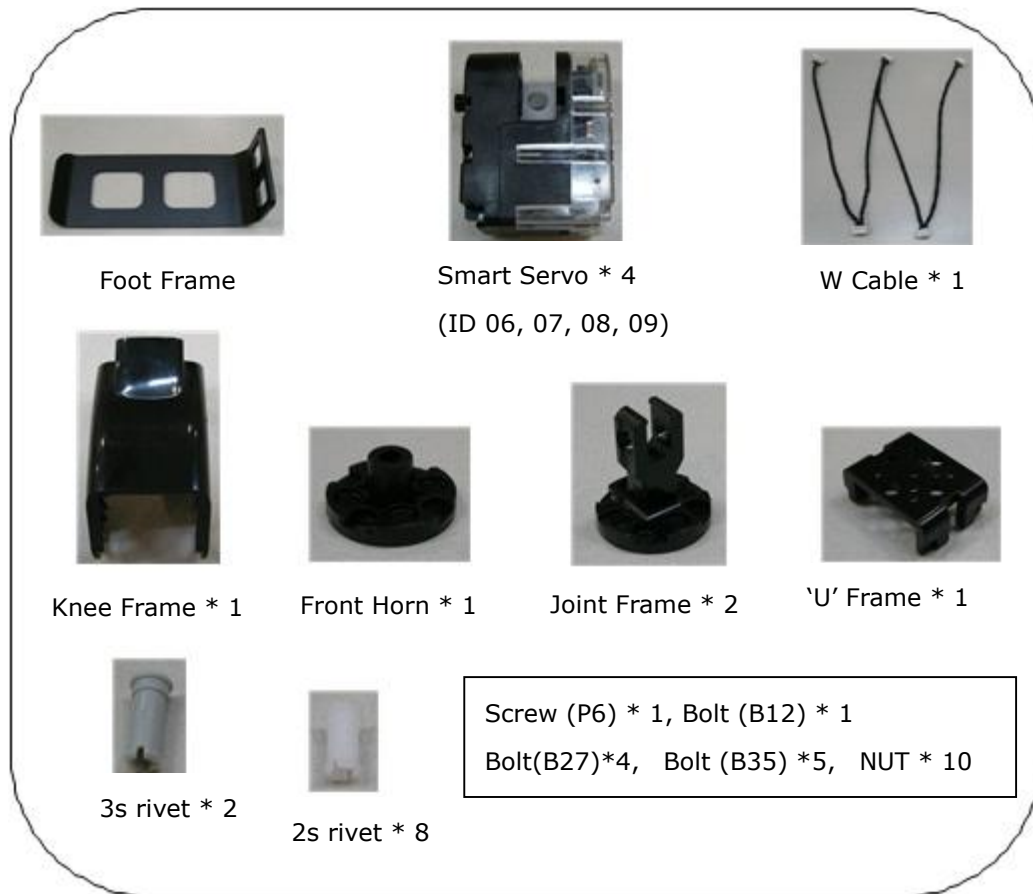 Foot Frame
Smart Servo * 4
(ID 06, 07, 08, 09)
W Cable * 1
Knee Frame * 1
Front Horn * 1
Joint Frame * 2
‘U’ Frame * 1
3s rivet * 2
2s rivet * 8
Screw (P6) * 1, Bolt (B12) * 1
Bolt(B27)*4, Bolt (B35) *5, NUT * 10